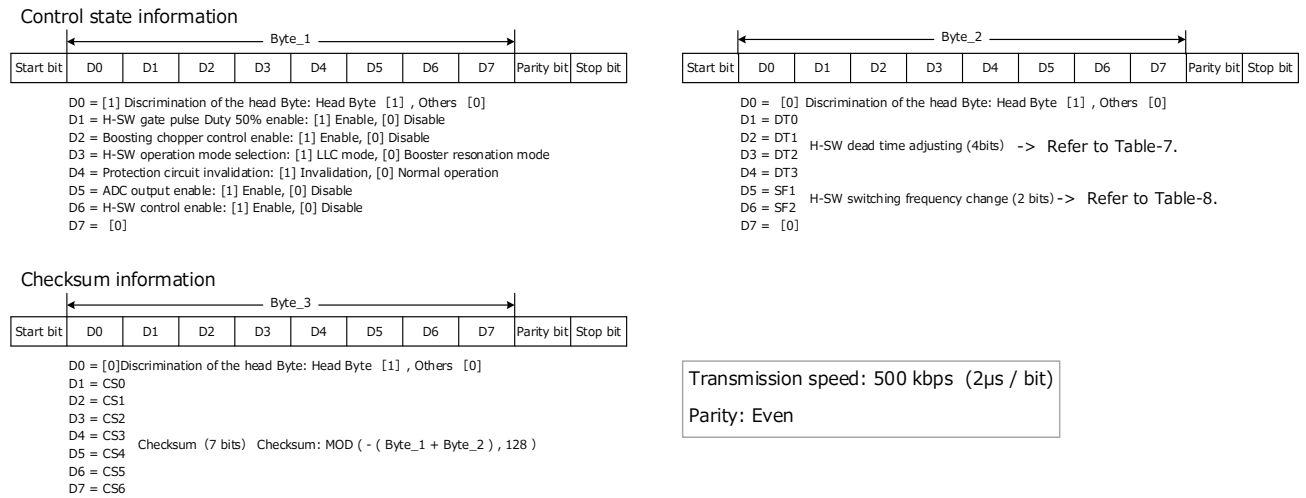 Control state information
Byte_1
Start bit D0 D1 D2 D3 D4 D5 D6 D7 Parity bit Stop bit
D0 = [1] Discrimination of the head Byte: Head Byte [1] , Others [0]
D1 = H-SW gate pulse Duty 50% enable: [1] Enable, [0] Disable
D2 = Boosting chopper control enable: [1] Enable, [0] Disable
D3 = H-SW operation mode selection: [1] LLC mode, [0] Booster resonation mode
D4 = Protection circuit invalidation: [1] Invalidation, [0] Normal operation
D5 = ADC output enable: [1] Enable, [0] Disable
D6 = H-SW control enable: [1] Enable, [0] Disable
D7 = [0]
Byte_2
Start bit D0 D1 D2 D3 D4 D5 D6 D7 Parity bit Stop bit
D0 = [0] Discrimination of the head Byte: Head Byte [1] , Others [0]
D1 = DT0
D2 = DT1
D3 = DT2
D4 = DT3
H-SW dead time adjusting (4bits) -> Refer to Table-7.
D5 = SF1
D6 = SF2
H-SW switching frequency change (2 bits) -> Refer to Table-8.
D7 = [0]
Checksum information
Byte_3
Start bit D0 D1 D2 D3 D4 D5 D6 D7 Parity bit Stop bit
D0 = [0]Discrimination of the head Byte: Head Byte [1] , Others [0]
D1 = CS0
D2 = CS1
D3 = CS2
D4 = CS3
D5 = CS4
D6 = CS5
D7 = CS6
Checksum (7 bits) Checksum: MOD ( - ( Byte_1 + Byte_2 ) , 128 )
Transmission speed: 500 kbps (2μs / bit)
Parity: Even